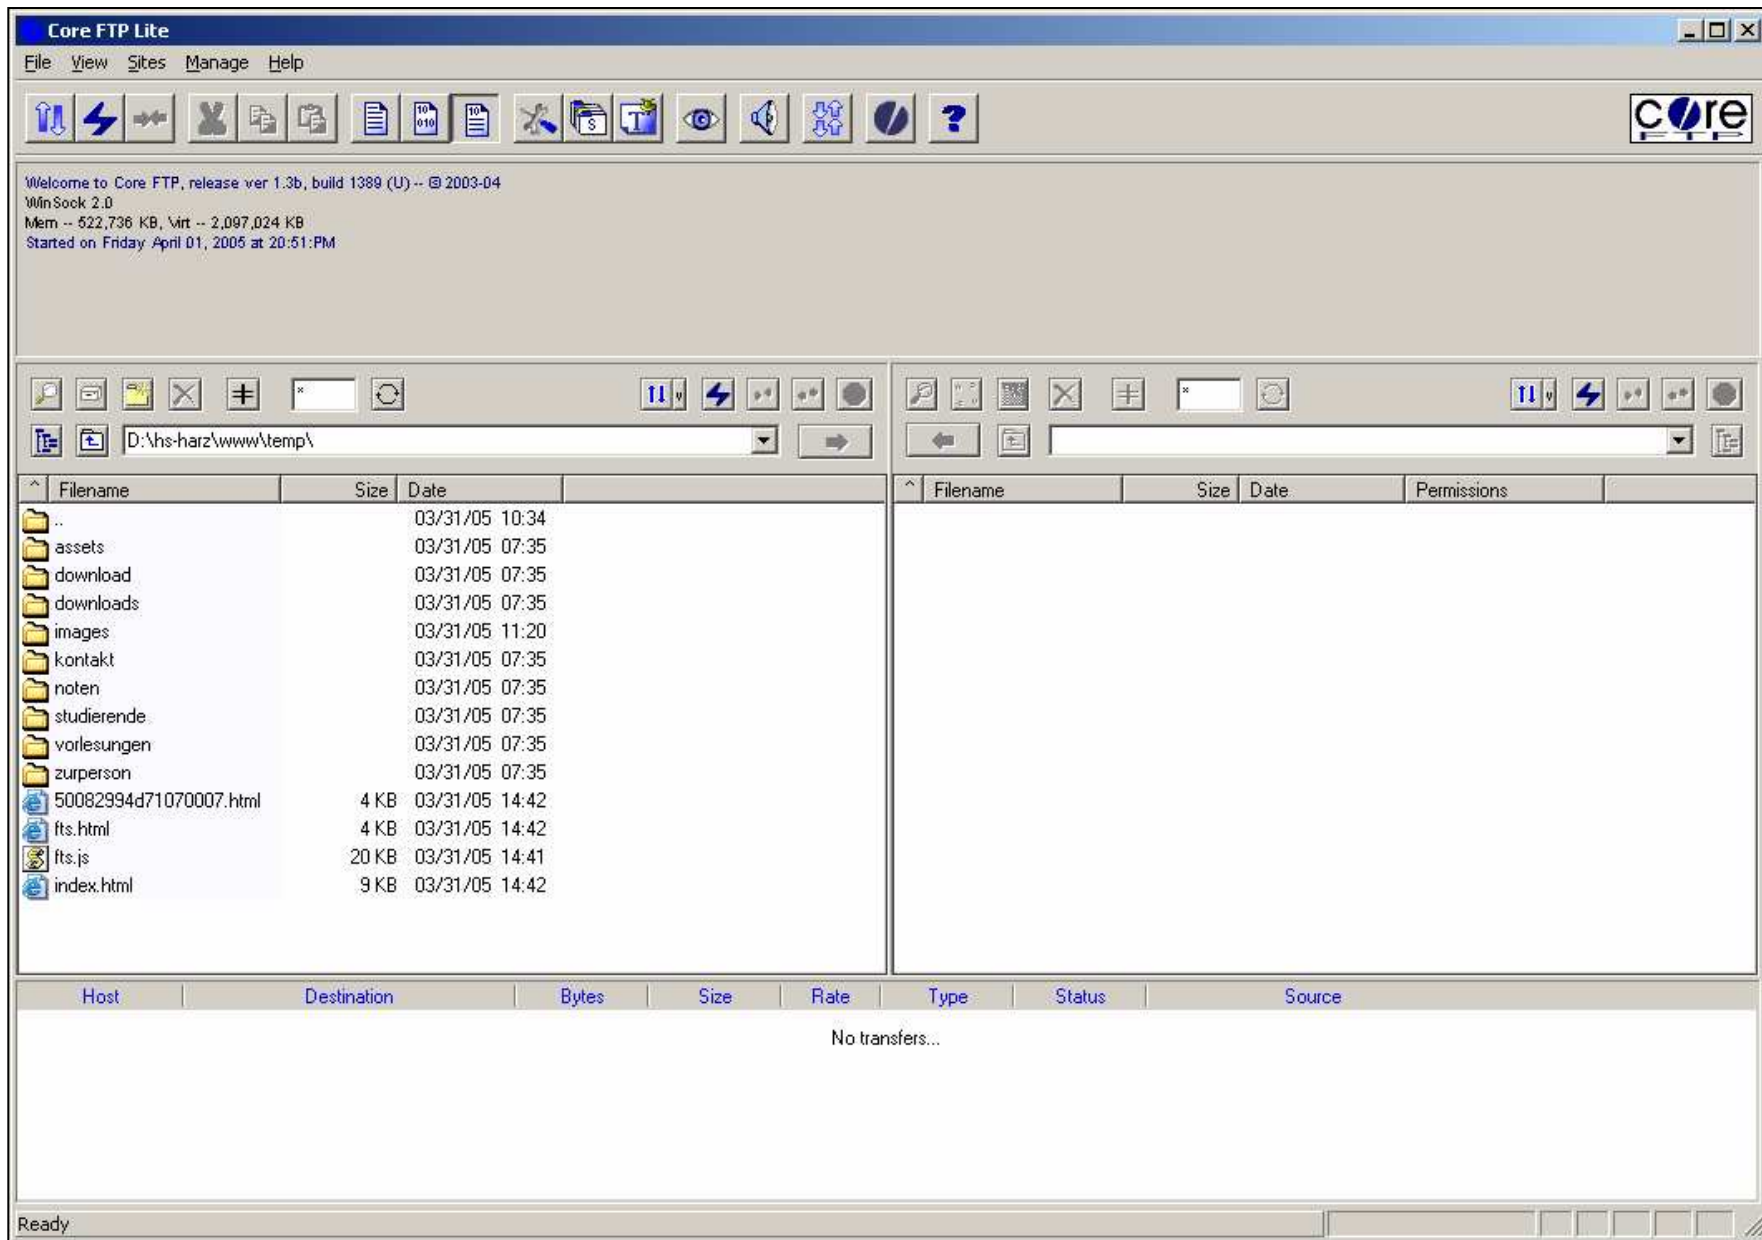 Core FTP Lite
File View Sites Manage Help
core
FTP
Welcome to Core FTP, release ver 1.3b, build 1389 (U) -- © 2003-04
WinSock 2.0
Mem -- 522,736 KB, Virt -- 2,097,024 KB
Started on Friday April 01, 2005 at 20:51:PM
* *
D:\hs-harz\www\temp\
^ Filename Size Date
.. 03/31/05 10:34
assets 03/31/05 07:35
download 03/31/05 07:35
downloads 03/31/05 07:35
images 03/31/05 11:20
kontakt 03/31/05 07:35
noten 03/31/05 07:35
studierende 03/31/05 07:35
vorlesungen 03/31/05 07:35
zurperson 03/31/05 07:35
50082994d71070007.html 4 KB 03/31/05 14:42
fts.html 4 KB 03/31/05 14:42
fts.js 20 KB 03/31/05 14:41
index.html 9 KB 03/31/05 14:42
^ Filename Size Date Permissions
Host Destination Bytes Size Rate Type Status Source
No transfers...
Ready